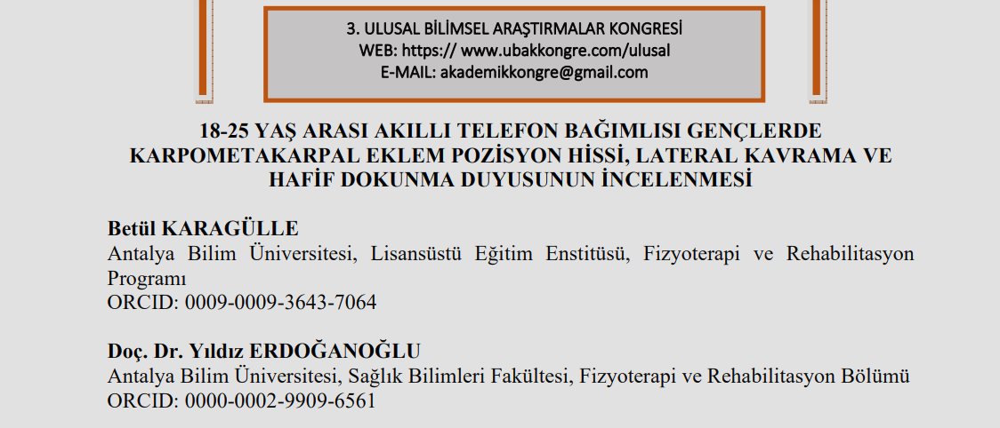 3. ULUSAL BİLİMSEL ARAŞTIRMALAR KONGRESİ
WEB: https:// www.ubakkongre.com/ulusal
E-MAIL: akademikkongre@gmail.com
18-25 YAŞ ARASI AKILLI TELEFON BAĞIMLISI GENÇLERDE
KARPOMETAKARPAL EKLEM POZİSYON HİSSİ, LATERAL KAVRAMA VE
HAFİF DOKUNMA DUYUSUNUN İNCELENMESİ
Betül KARAGÜLLE
Antalya Bilim Üniversitesi, Lisansüstü Eğitim Enstitüsü, Fizyoterapi ve Rehabilitasyon
Programı
ORCID: 0009-0009-3643-7064
Doç. Dr. Yıldız ERDOĞANOĞLU
Antalya Bilim Üniversitesi, Sağlık Bilimleri Fakültesi, Fizyoterapi ve Rehabilitasyon Bölümü
ORCID: 0000-0002-9909-6561